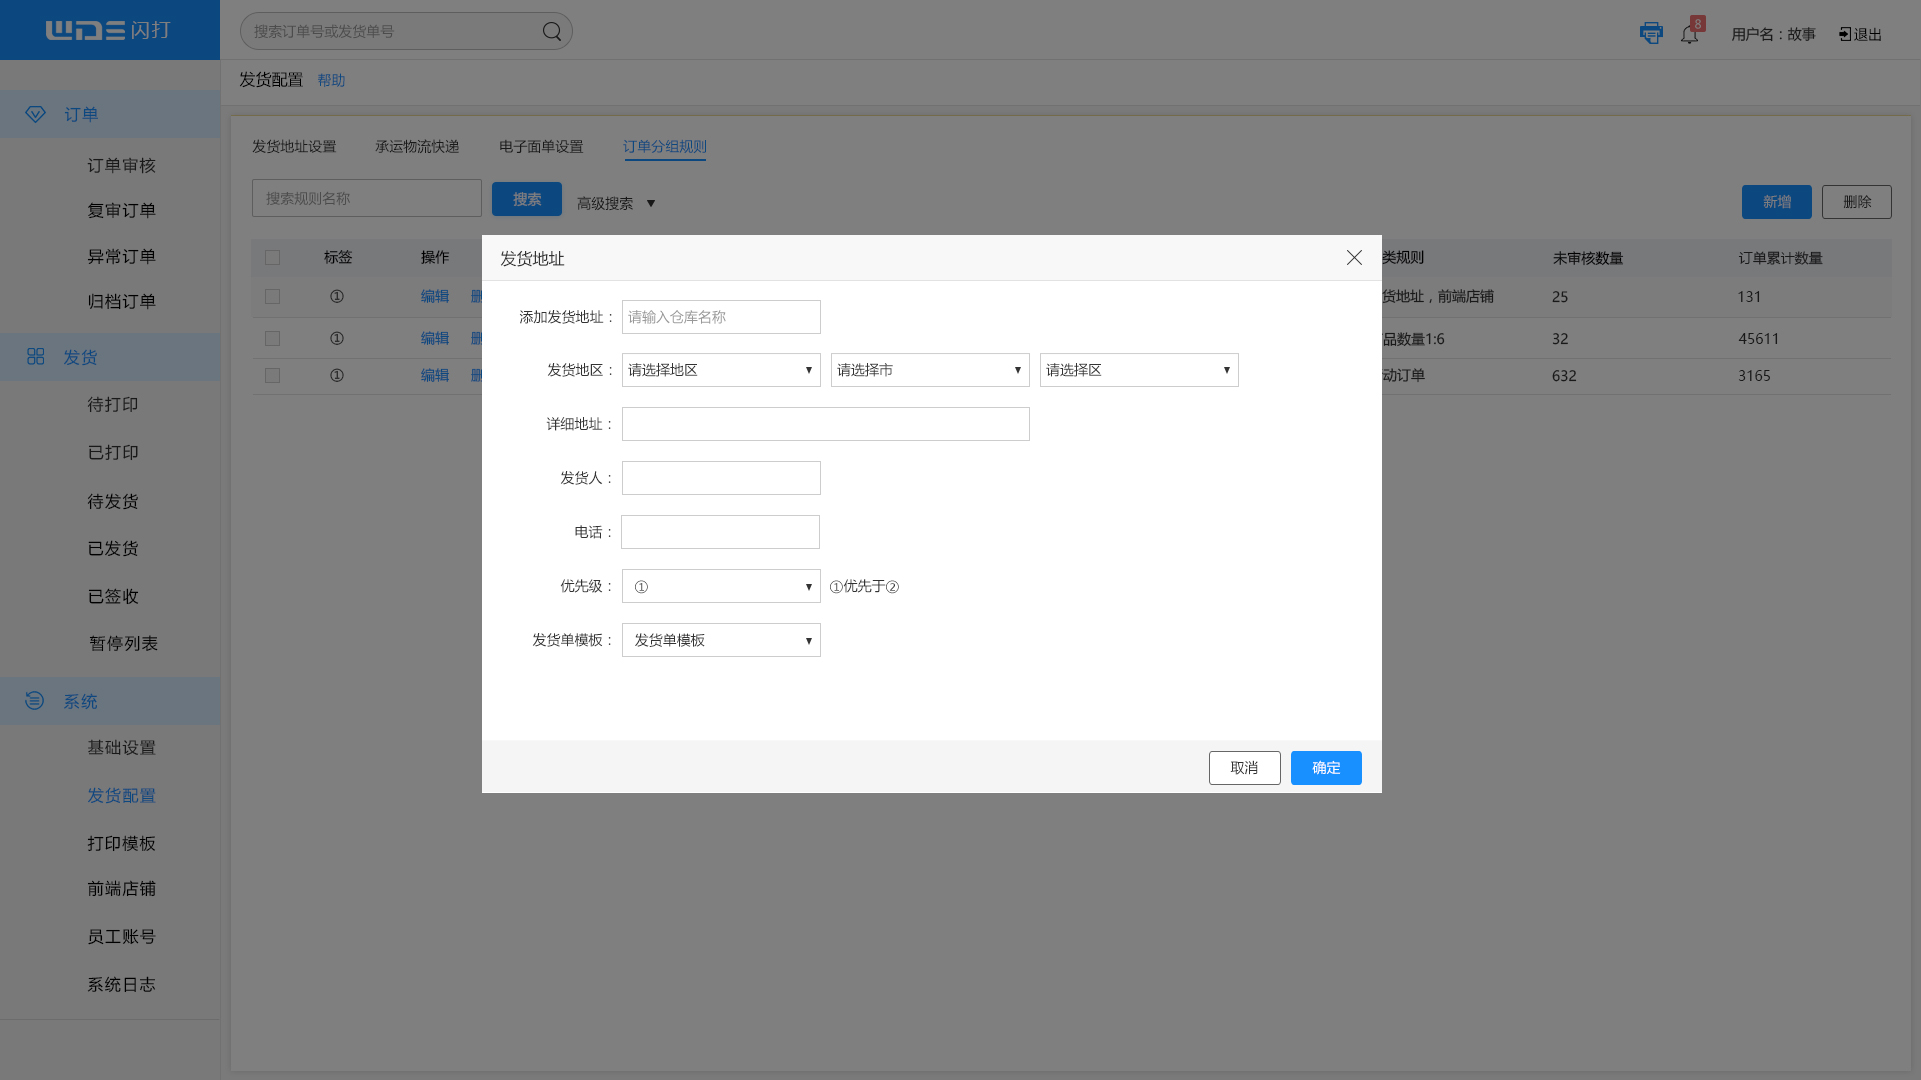 WDS闪打
搜索订单号或发货单号
8
用户名：故事
退出
发货配置
帮助
订单
订单审核
复审订单
异常订单
归档订单
发货
待打印
已打印
待发货
已发货
已签收
暂停列表
系统
基础设置
发货配置
打印模板
前端店铺
员工账号
系统日志
发货地址设置
承运物流快递
电子面单设置
订单分组规则
搜索规则名称
搜索
高级搜索 ▼
新增
删除
标签
操作
类规则
未审核数量
订单累计数量
①
编辑
货地址，前端店铺
25
131
①
编辑
品数量1:6
32
45611
①
编辑
动订单
632
3165
发货地址
添加发货地址：
请输入仓库名称
发货地区：
请选择地区 ▼
请选择市 ▼
请选择区 ▼
详细地址：
发货人：
电话：
优先级：
① ▼
①优先于②
发货单模板：
发货单模板 ▼
取消
确定